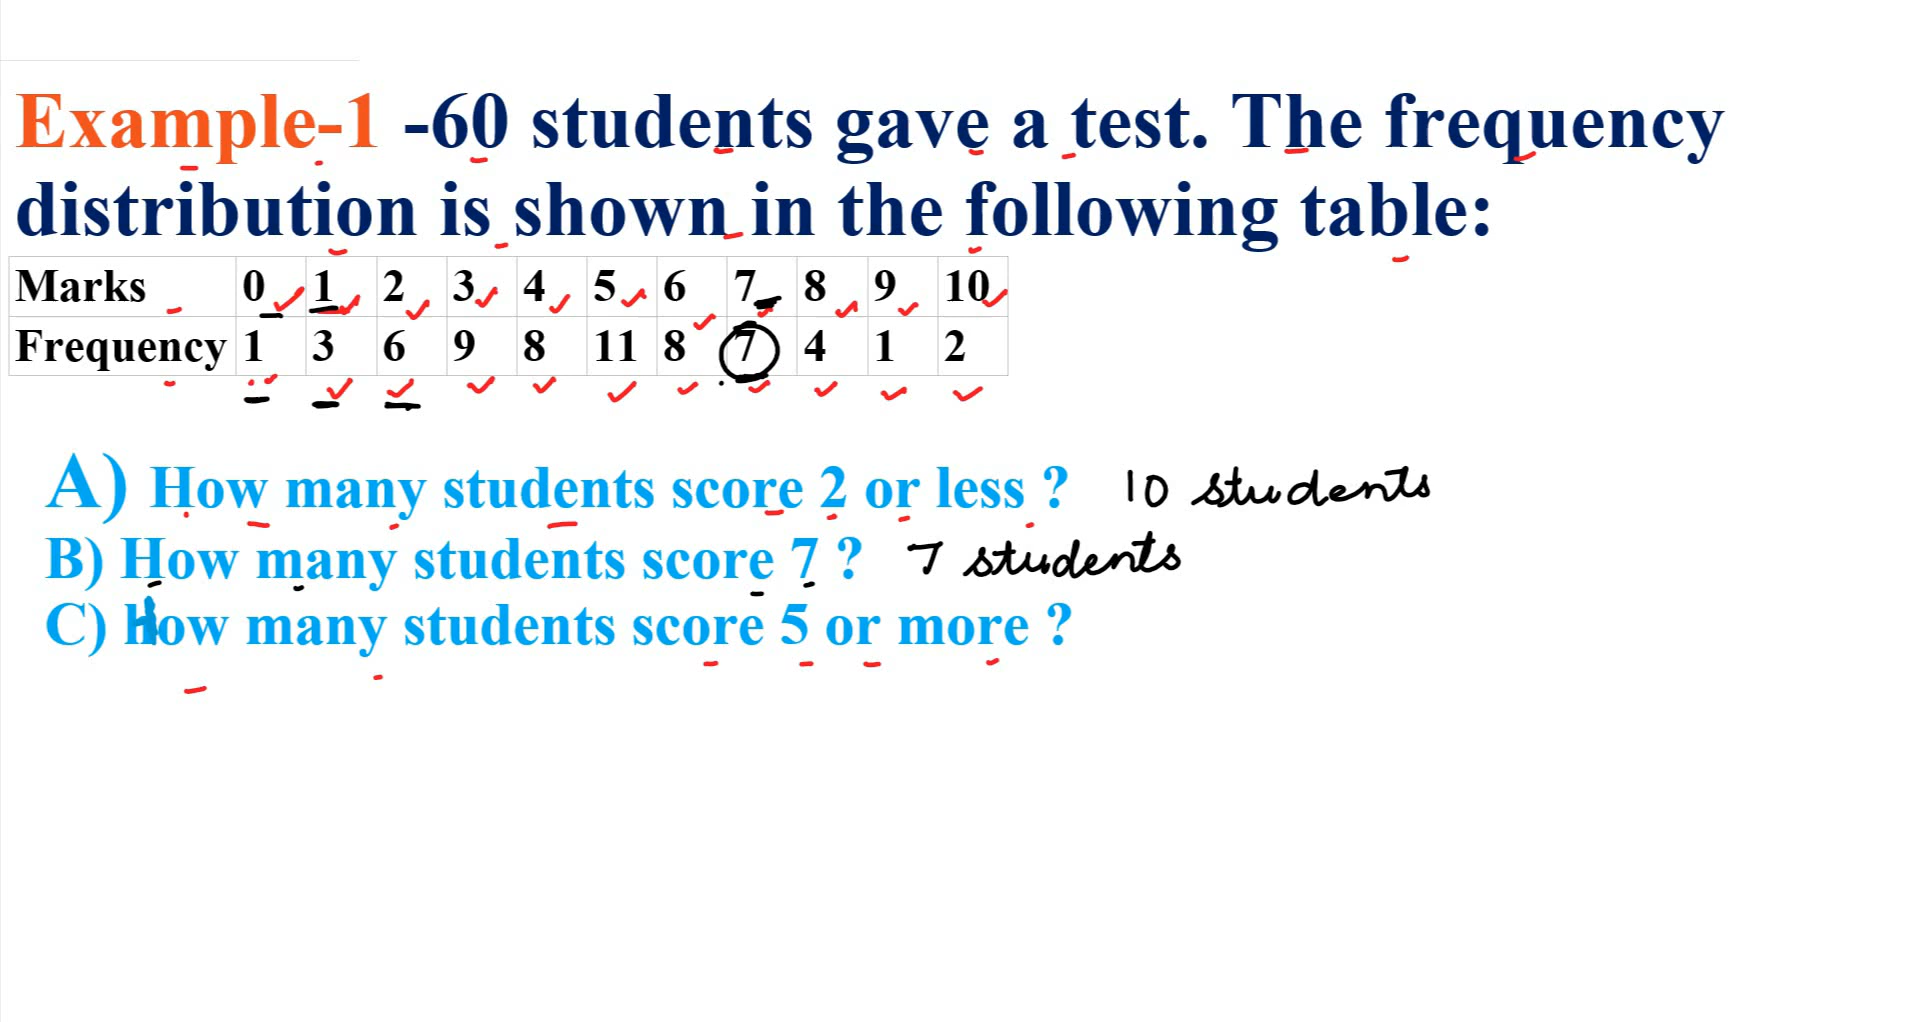 Example-1 -60 students gave a test. The frequency
distribution is shown in the following table:
Marks 0 1 2 3 4 5 6 7 8 9 10
Frequency 1 3 6 9 8 11 8 7 4 1 2
A) How many students score 2 or less ? 10 students
B) How many students score 7 ? 7 students
C) how many students score 5 or more ?